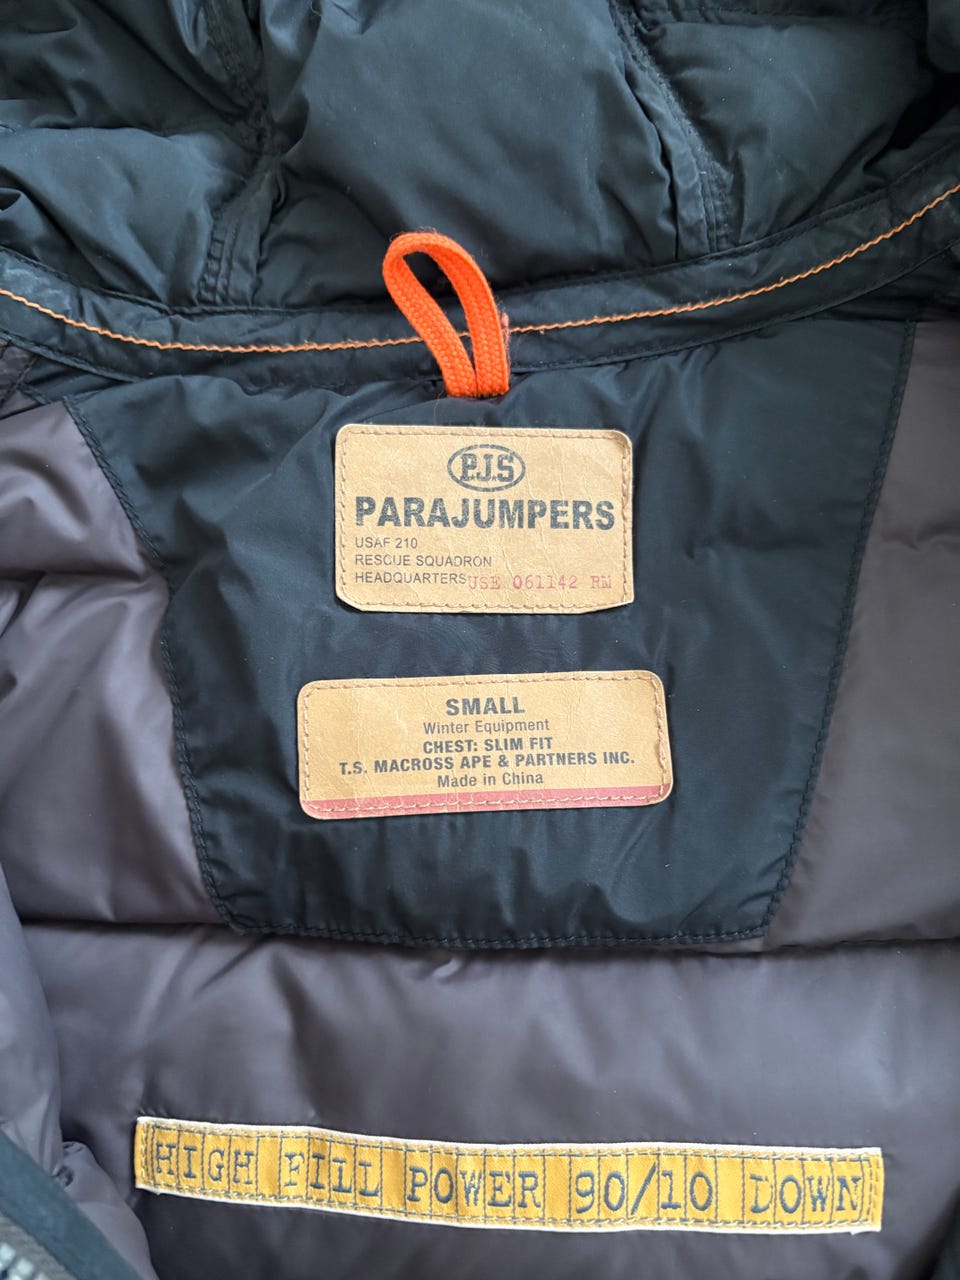 P.J.S
PARAJUMPERS
USAF 210
RESCUE SQUADRON
HEADQUARTERS USE 061142 RM
SMALL
Winter Equipment
CHEST: SLIM FIT
T.S. MACROSS APE & PARTNERS INC.
Made in China
HIGH FILL POWER 90/10 DOWN